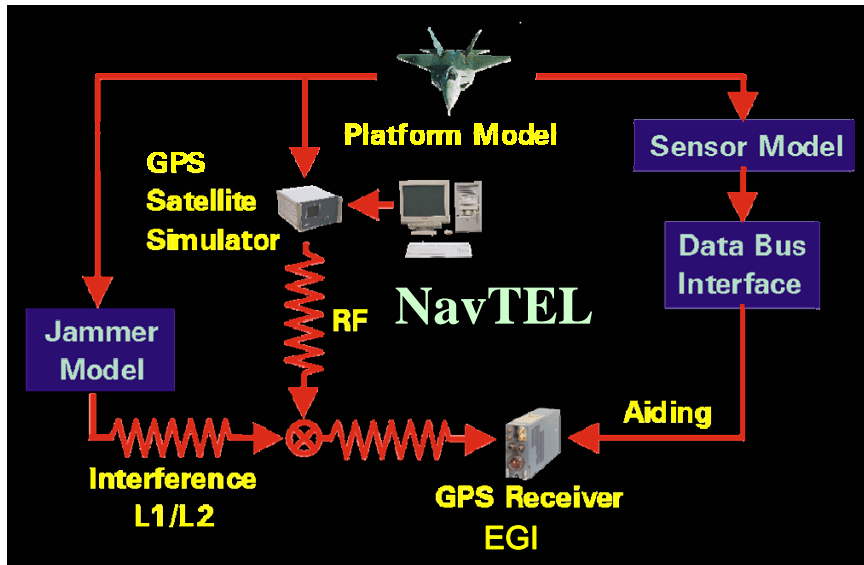 Platform Model
GPS
Satellite
Simulator
Sensor Model
Data Bus
Interface
NavTEL
RF
Jammer
Model
Aiding
Interference
L1/L2
GPS Receiver
EGI